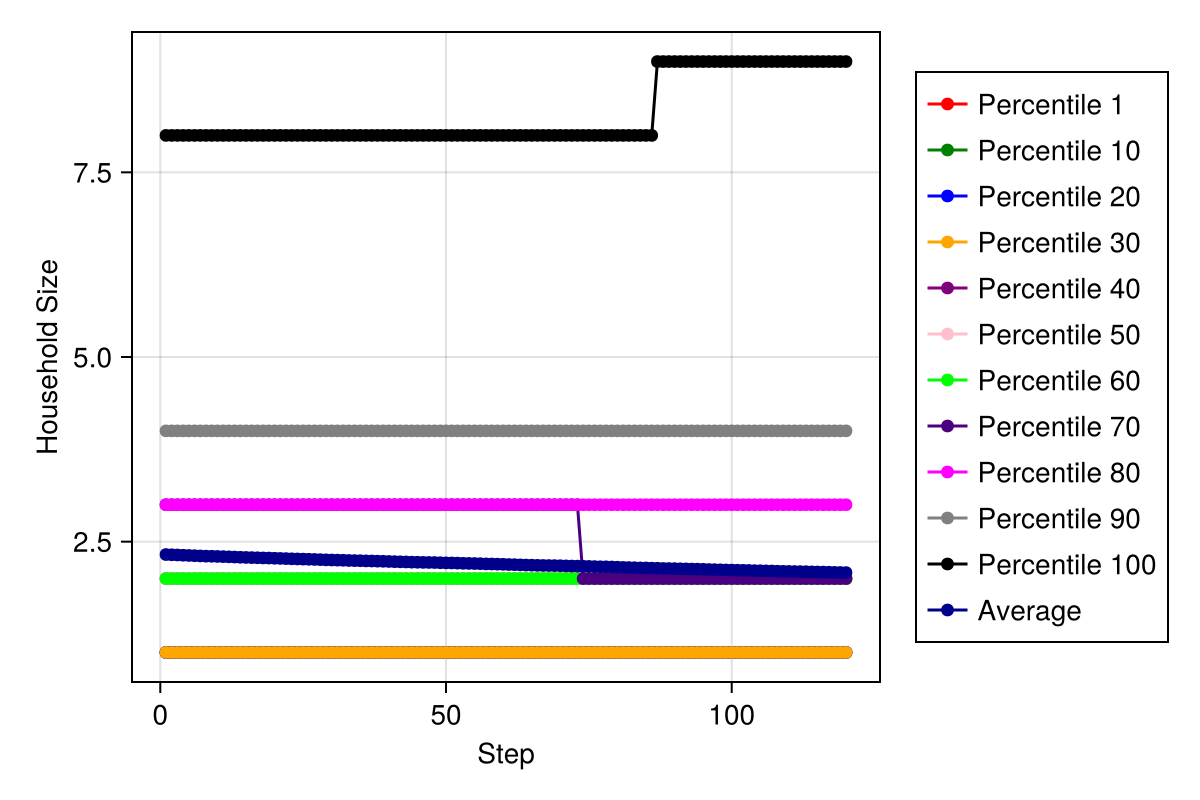 7.5
5.0
2.5
Household Size
0
50
100
Step
Percentile 1
Percentile 10
Percentile 20
Percentile 30
Percentile 40
Percentile 50
Percentile 60
Percentile 70
Percentile 80
Percentile 90
Percentile 100
Average